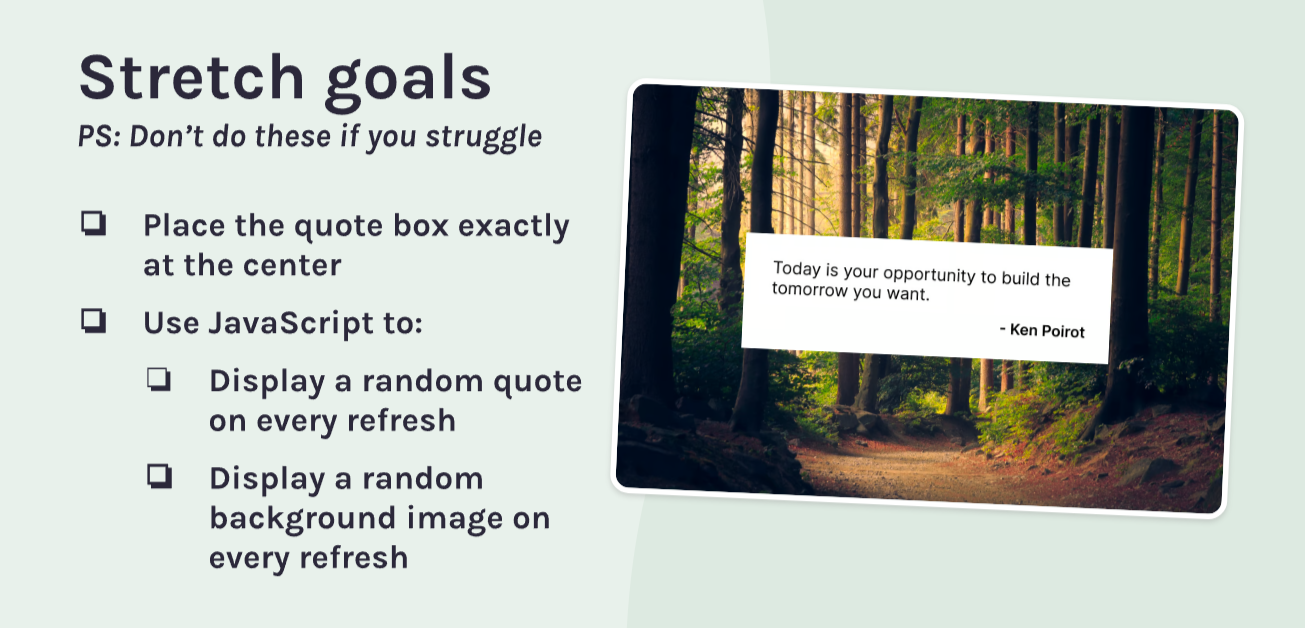 Stretch goals
PS: Don't do these if you struggle
Place the quote box exactly
at the center
Use JavaScript to:
Display a random quote
on every refresh
Display a random
background image on
every refresh
Today is your opportunity to build the
tomorrow you want.
- Ken Poirot